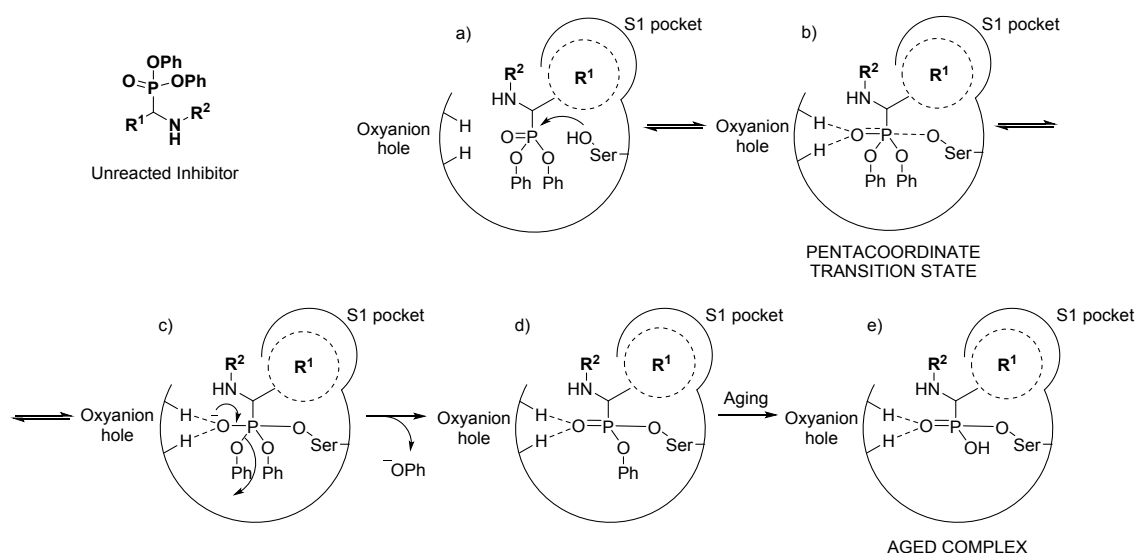 OPh
O=P-OPh
R¹ N R²
H
Unreacted Inhibitor
a)
S1 pocket
R²
HN
R¹
Oxyanion
hole
H
H
O=P
HO
Ser
O O
Ph Ph
b)
S1 pocket
R²
HN
R¹
Oxyanion
hole
H
H
O=P O
Ser
O O
Ph Ph
PENTACOORDINATE
TRANSITION STATE
c)
S1 pocket
R²
HN
R¹
Oxyanion
hole
H
H
⁻
O-P-O
Ser
O O
Ph Ph
⁻OPh
d)
S1 pocket
R²
HN
R¹
Oxyanion
hole
H
H
O=P-O
Ser
O
Ph
Aging
e)
S1 pocket
R²
HN
R¹
Oxyanion
hole
H
H
O=P-O
OH Ser
AGED COMPLEX